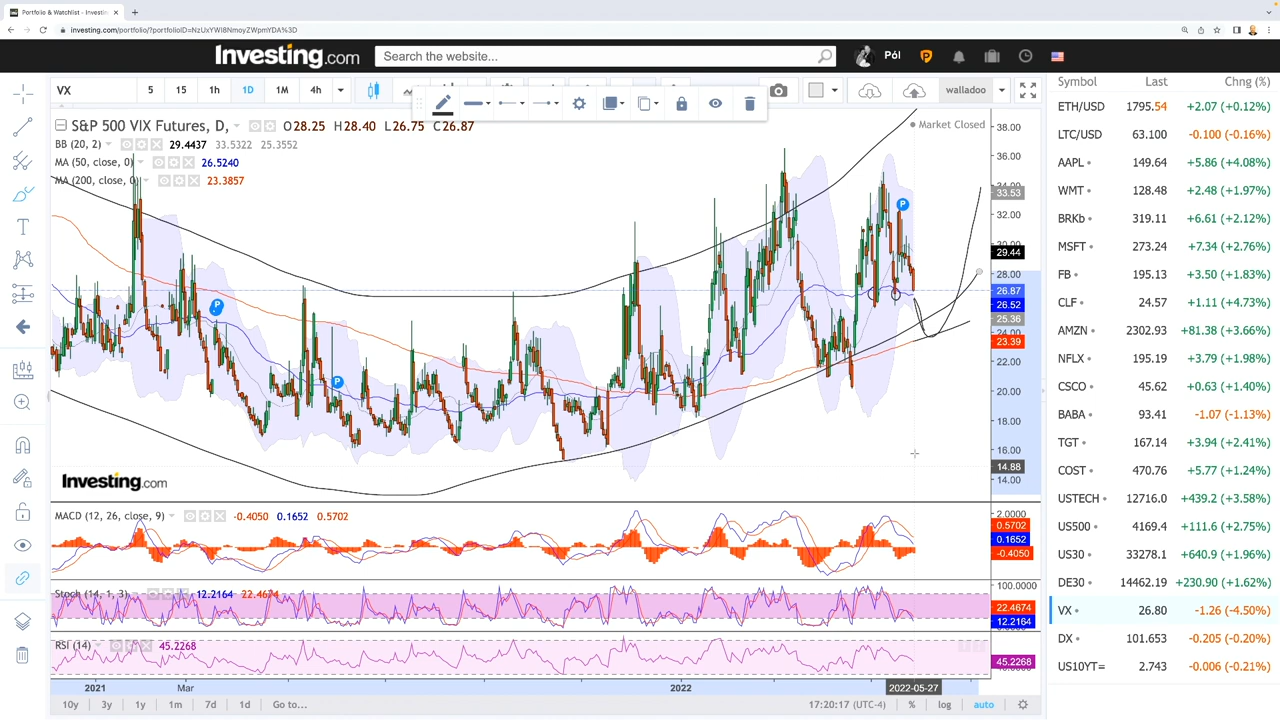 Portfolio & Watchlist - Investin
investing.com/portfolio/?portfolioID=NzUxYWI8NmoyZWpmYDA%3D
Investing.com
Search the website...
Pól
VX
5
15
1h
1D
1M
4h
walladoo
S&P 500 VIX Futures, D, O28.25 H28.40 L26.75 C26.87
Market Closed
BB (20, 2) 29.4437 33.5322 25.3552
MA (50, close, 0) 26.5240
MA (200, close, 0) 23.3857
P
P
P
38.00
36.00
34.00
33.53
32.00
30.00
29.44
28.00
26.87
26.52
25.36
24.00
23.39
22.00
20.00
18.00
16.00
14.88
14.00
Investing.com
MACD (12, 26, close, 9) -0.4050 0.1652 0.5702
2.0000
0.5702
0.1652
-0.4050
Stoch (14, 1, 3) 12.2164 22.4674
100.0000
22.4674
12.2164
RSI (14) 45.2268
45.2268
2021
Mar
2022
2022-05-27
10y 3y 1y 1m 7d 1d Go to...
17:20:17 (UTC-4) % log auto
Symbol Last Chng (%)
ETH/USD 1795.54 +2.07 (+0.12%)
LTC/USD 63.100 -0.100 (-0.16%)
AAPL 149.64 +5.86 (+4.08%)
WMT 128.48 +2.48 (+1.97%)
BRKb 319.11 +6.61 (+2.12%)
MSFT 273.24 +7.34 (+2.76%)
FB 195.13 +3.50 (+1.83%)
CLF 24.57 +1.11 (+4.73%)
AMZN 2302.93 +81.38 (+3.66%)
NFLX 195.19 +3.79 (+1.98%)
CSCO 45.62 +0.63 (+1.40%)
BABA 93.41 -1.07 (-1.13%)
TGT 167.14 +3.94 (+2.41%)
COST 470.76 +5.77 (+1.24%)
USTECH 12716.0 +439.2 (+3.58%)
US500 4169.4 +111.6 (+2.75%)
US30 33278.1 +640.9 (+1.96%)
DE30 14462.19 +230.90 (+1.62%)
VX 26.80 -1.26 (-4.50%)
DX 101.653 -0.205 (-0.20%)
US10YT= 2.743 -0.006 (-0.21%)